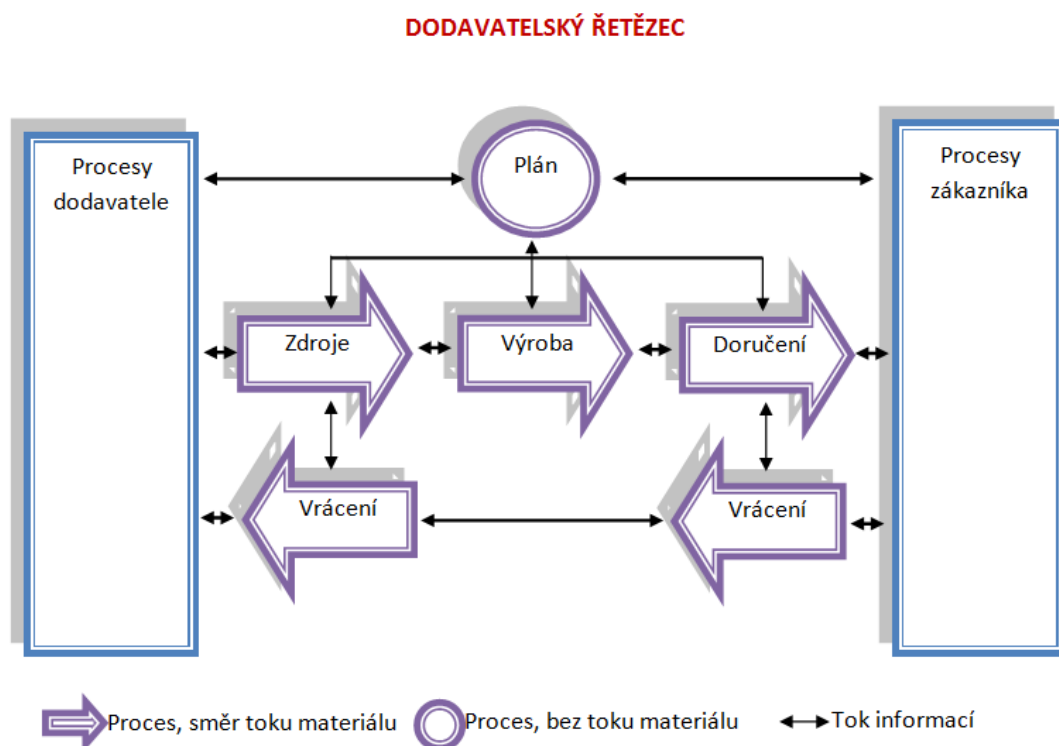 DODAVATELSKÝ ŘETĚZEC
Procesy
dodavatele
Plán
Procesy
zákazníka
Zdroje
Výroba
Doručení
Vrácení
Vrácení
Proces, směr toku materiálu
Proces, bez toku materiálu
Tok informací